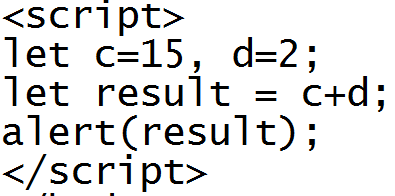 <script>
let c=15, d=2;
let result = c+d;
alert(result);
</script>